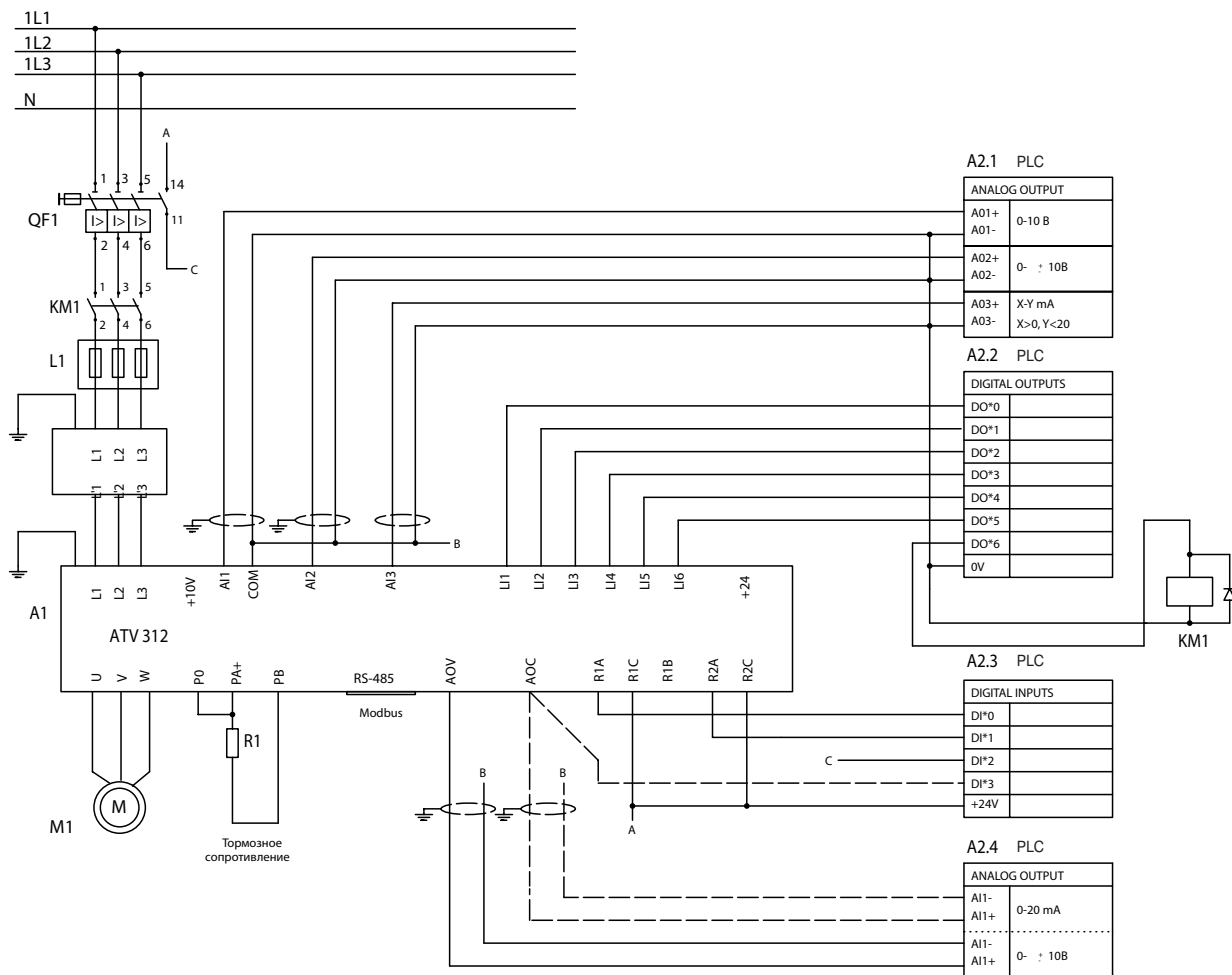 1L1
1L2
1L3
N
A
1 3 5 14
QF1
I> I> I>
11
2 4 6
C
1 3 5
KM1
2 4 6
L1
L1 L2 L3
L'1 L'2 L'3
A2.1 PLC
ANALOG OUTPUT
A01+
A01-
0-10 В
A02+
A02-
0- ± 10В
A03+
A03-
X-Y mA
X>0, Y<20
A2.2 PLC
DIGITAL OUTPUTS
DO*0
DO*1
DO*2
DO*3
DO*4
DO*5
DO*6
0V
KM1
B
A1
L1 L2 L3 +10V AI1 COM AI2 AI3 LI1 LI2 LI3 LI4 LI5 LI6 +24
ATV 312
U V W P0 PA+ PB RS-485 AOV AOC R1A R1C R1B R2A R2C
Modbus
R1
M
M1
Тормозное
сопротивление
B B
A
C
A2.3 PLC
DIGITAL INPUTS
DI*0
DI*1
DI*2
DI*3
+24V
A2.4 PLC
ANALOG OUTPUT
AI1-
AI1+
0-20 mA
AI1-
AI1+
0- ± 10В